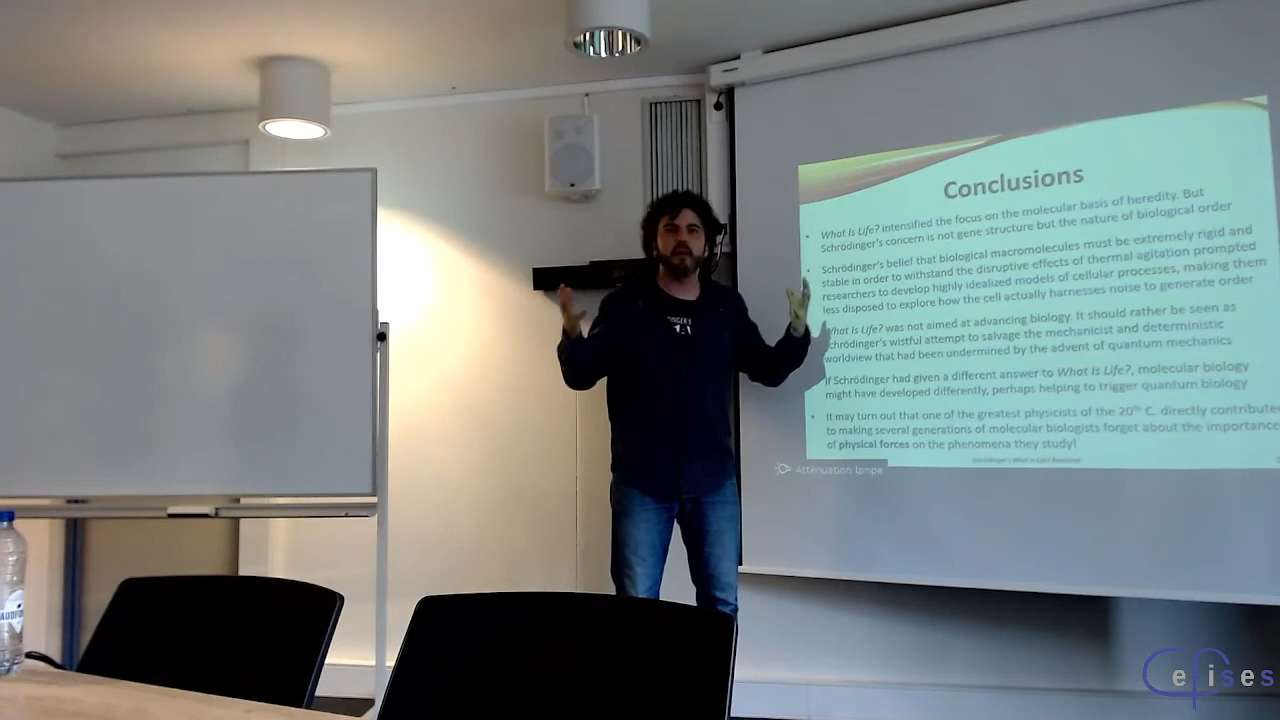 Conclusions
• What Is Life? intensified the focus on the molecular basis of heredity. But
Schrödinger's concern is not gene structure but the nature of biological order
• Schrödinger's belief that biological macromolecules must be extremely rigid and
stable in order to withstand the disruptive effects of thermal agitation prompted
researchers to develop highly idealized models of cellular processes, making them
less disposed to explore how the cell actually harnesses noise to generate order
What Is Life? was not aimed at advancing biology. It should rather be seen as
chrödinger's wistful attempt to salvage the mechanicist and deterministic
worldview that had been undermined by the advent of quantum mechanics
If Schrödinger had given a different answer to What Is Life?, molecular biology
might have developed differently, perhaps helping to trigger quantum biology
• It may turn out that one of the greatest physicists of the 20th C. directly contribute
to making several generations of molecular biologists forget about the importance
of physical forces on the phenomena they study!
Schrödinger's What Is Life? Revisited
Attenuation lampe
Cefises